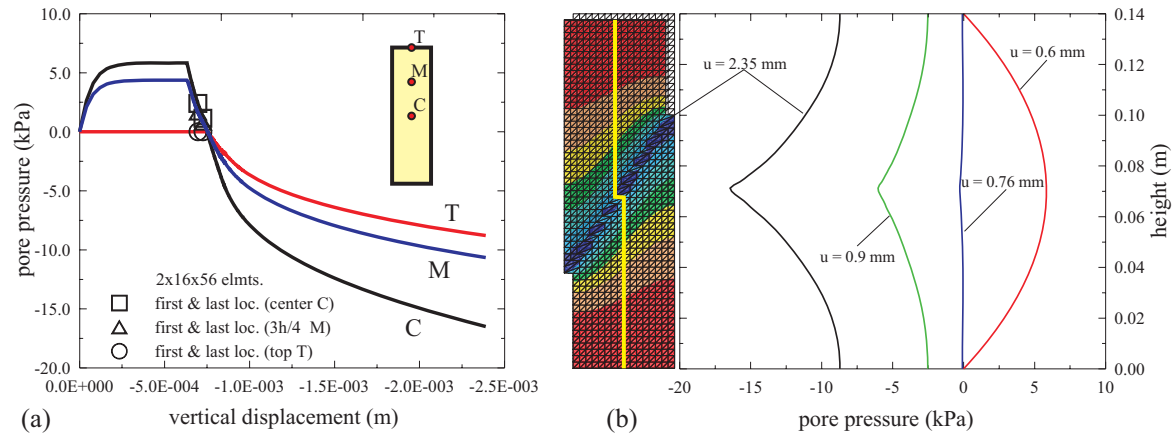 10.0
5.0
0.0
-5.0
-10.0
-15.0
-20.0
pore pressure (kPa)
T
M
C
T
M
C
2x16x56 elmts.
first & last loc. (center C)
first & last loc. (3h/4 M)
first & last loc. (top T)
0.0E+000 -5.0E-004 -1.0E-003 -1.5E-003 -2.0E-003 -2.5E-003
(a) vertical displacement (m)
u = 2.35 mm
u = 0.6 mm
u = 0.76 mm
u = 0.9 mm
0.14
0.12
0.10
0.08
0.06
0.04
0.02
0.00
height (m)
-20 -15 -10 -5 0 5 10
(b) pore pressure (kPa)